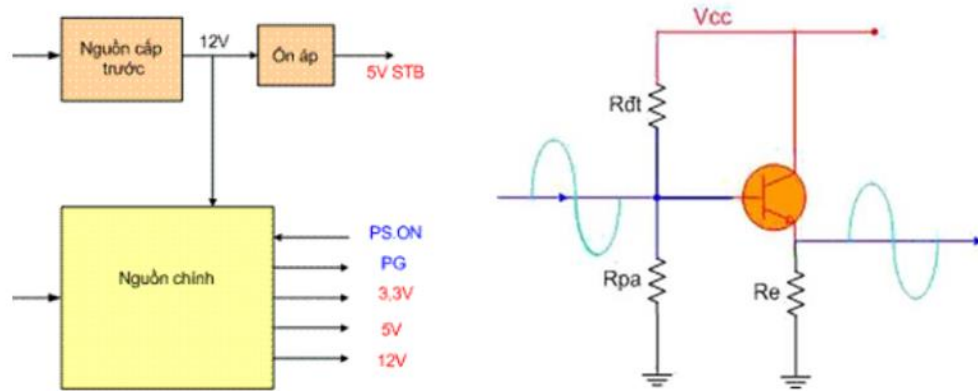 Nguồn cấp
trước
12V
Ổn áp
5V STB
Nguồn chính
PS.ON
PG
3,3V
5V
12V
Vcc
Rđt
Rpa
Re